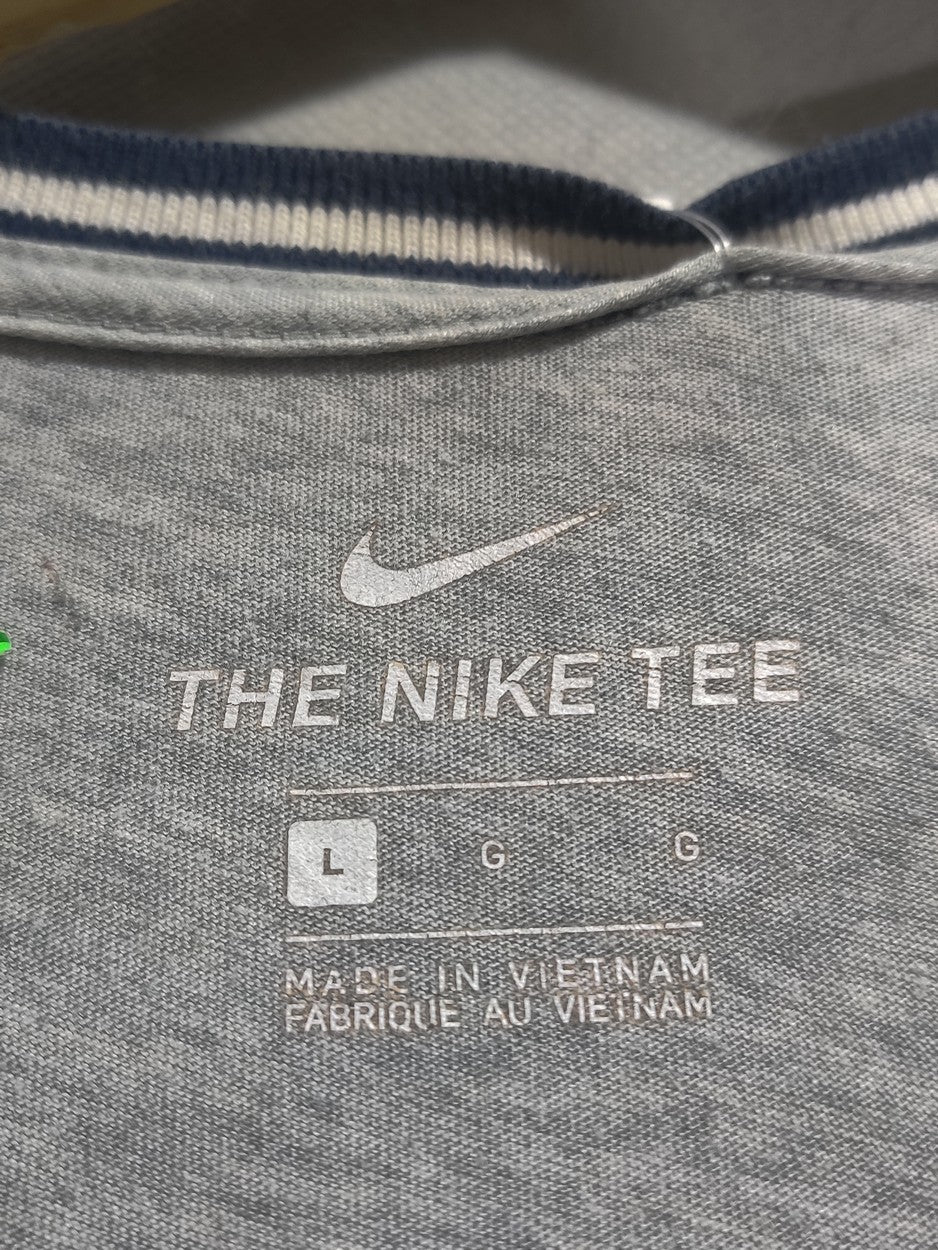 THE NIKE TEE
L G G
MADE IN VIETNAM
FABRIQUE AU VIETNAM